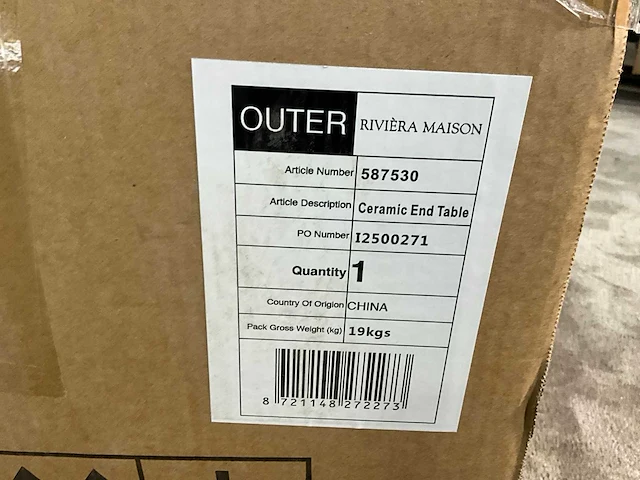 OUTER RIVIÈRA MAISON
Article Number 587530
Article Description Ceramic End Table
PO Number I2500271
Quantity 1
Country Of Origion CHINA
Pack Gross Weight (kg) 19kgs
8 721148 272273